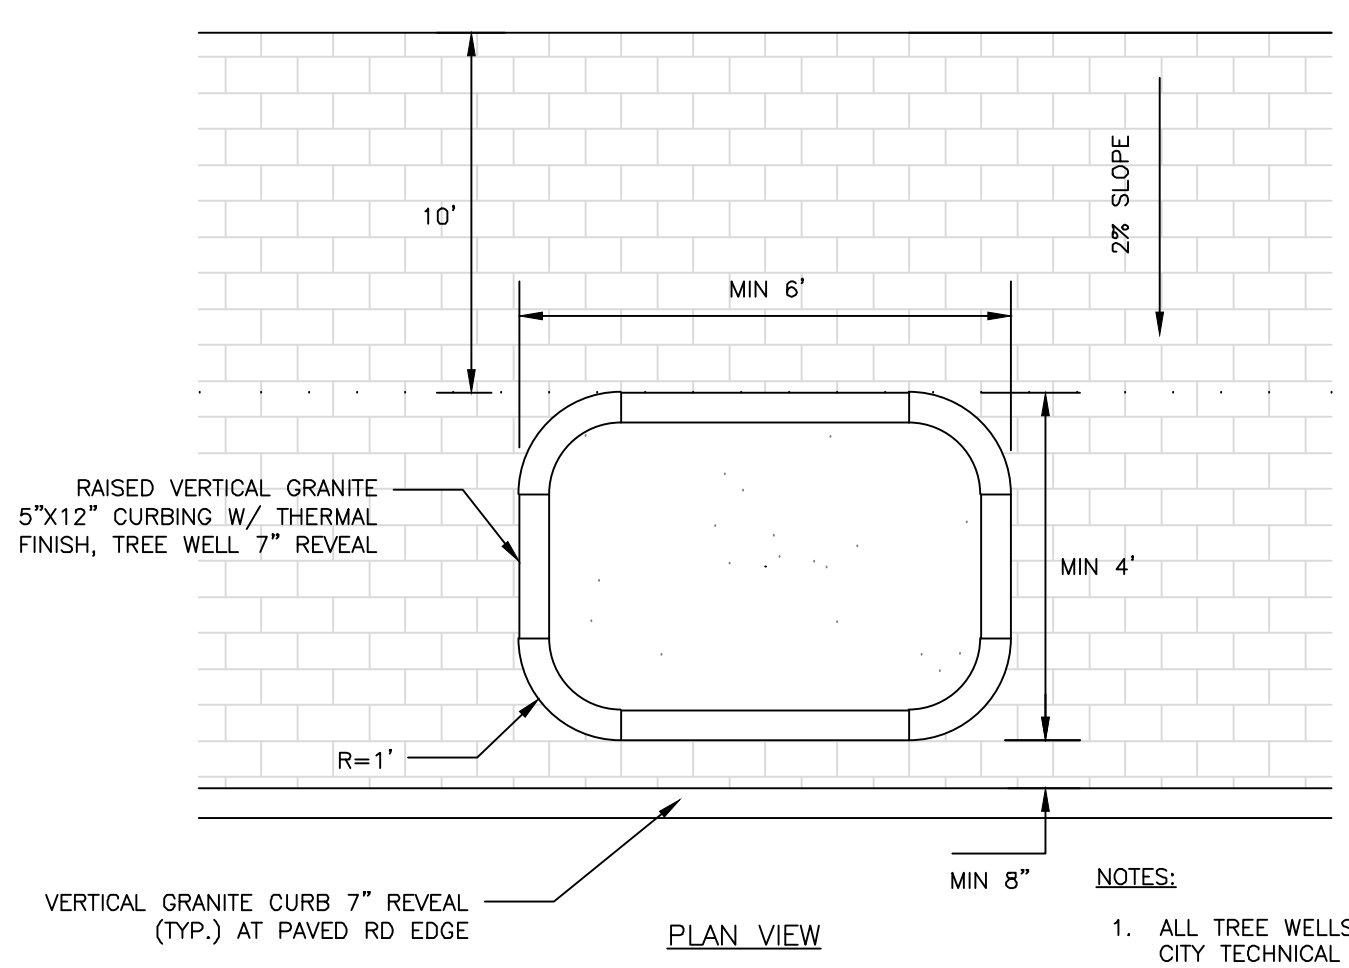 10'
2% SLOPE
MIN 6'
RAISED VERTICAL GRANITE
5"X12" CURBING W/ THERMAL
FINISH, TREE WELL 7" REVEAL
MIN 4'
R=1'
MIN 8"
VERTICAL GRANITE CURB 7" REVEAL
(TYP.) AT PAVED RD EDGE
PLAN VIEW
NOTES:
1. ALL TREE WELLS
CITY TECHNICAL